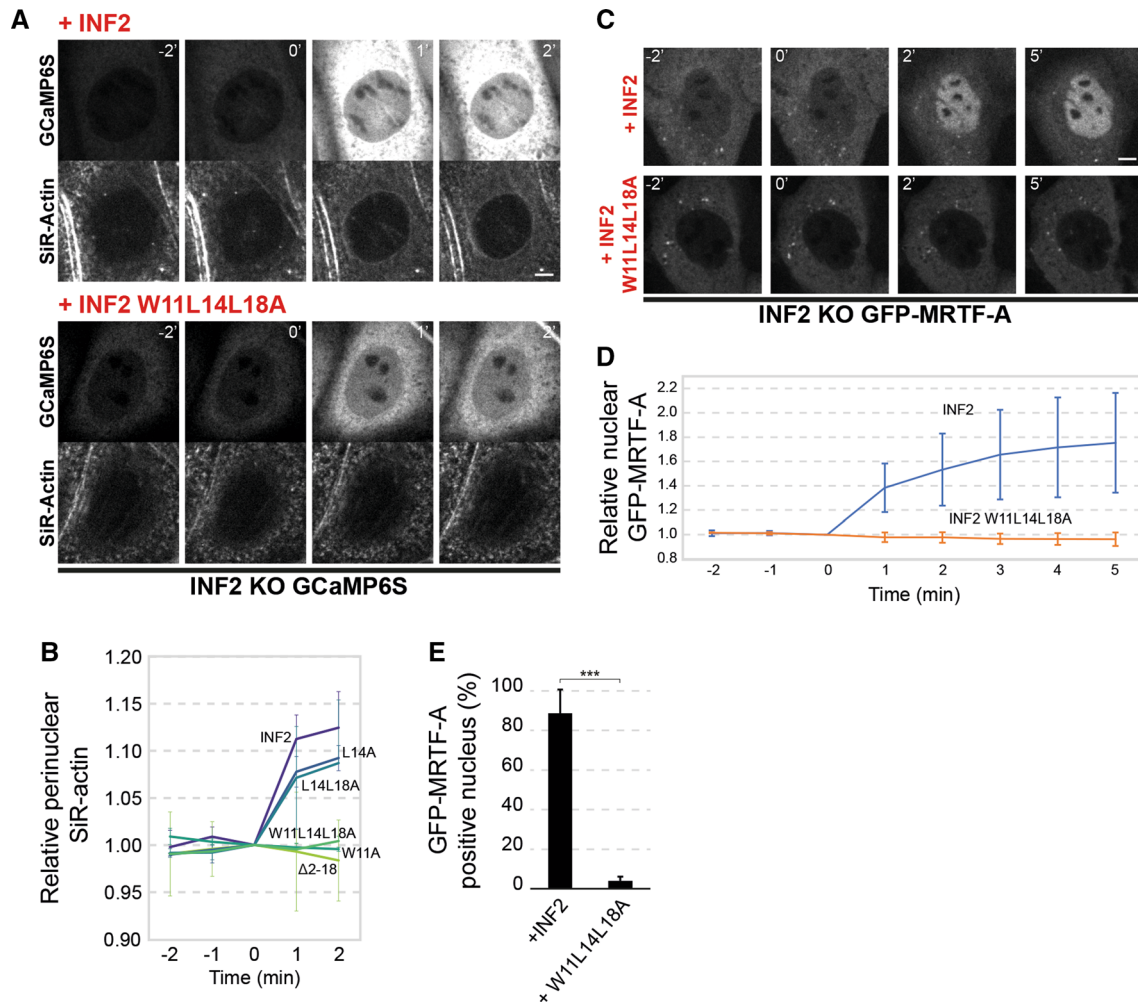 A
+ INF2
GCaMP6S
-2’ 0’ 1’ 2’
SiR-Actin
+ INF2 W11L14L18A
GCaMP6S
-2’ 0’ 1’ 2’
SiR-Actin
INF2 KO GCaMP6S
B
Relative perinuclear
SiR-actin
1.20
1.15
1.10
1.05
1.00
0.95
0.90
INF2
L14A
L14L18A
W11L14L18A
W11A
Δ2-18
-2 -1 0 1 2
Time (min)
C
+ INF2
-2’ 0’ 2’ 5’
+ INF2
W11L14L18A
-2’ 0’ 2’ 5’
INF2 KO GFP-MRTF-A
D
Relative nuclear
GFP-MRTF-A
2.2
2.0
1.8
1.6
1.4
1.2
1.0
0.8
INF2
INF2 W11L14L18A
-2 -1 0 1 2 3 4 5
Time (min)
E
GFP-MRTF-A
positive nucleus (%)
***
100
80
60
40
20
0
+INF2
+ W11L14L18A